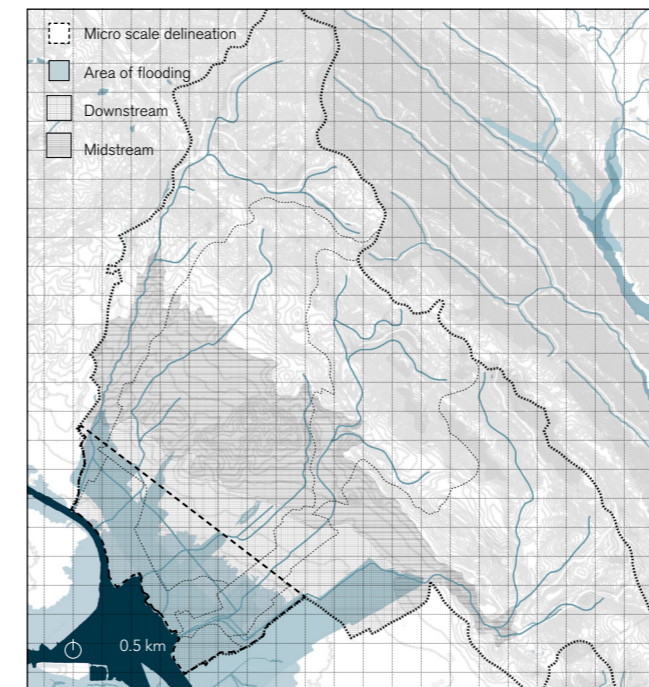 Micro scale delineation
Area of flooding
Downstream
Midstream
0.5 km